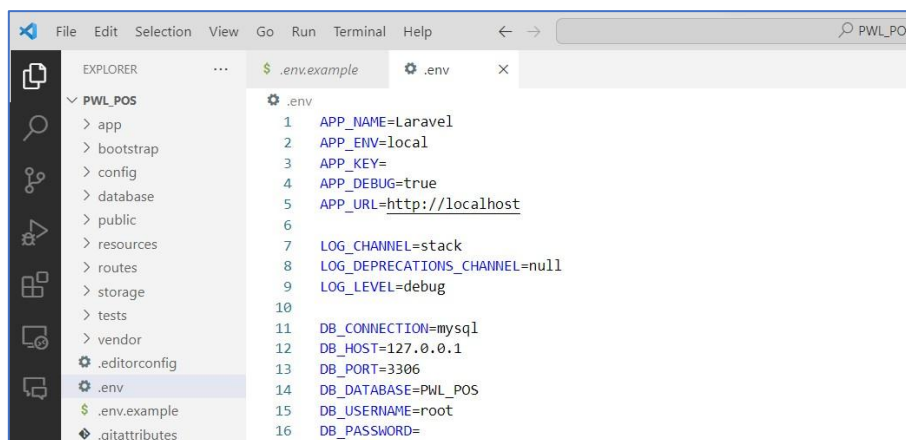 File Edit Selection View Go Run Terminal Help ← → PWL_PO
EXPLORER ...
PWL_POS
app
bootstrap
config
database
public
resources
routes
storage
tests
vendor
.editorconfig
.env
.env.example
.gitattributes
$ .env.example .env ×
.env
1 APP_NAME=Laravel
2 APP_ENV=local
3 APP_KEY=
4 APP_DEBUG=true
5 APP_URL=http://localhost
6
7 LOG_CHANNEL=stack
8 LOG_DEPRECATIONS_CHANNEL=null
9 LOG_LEVEL=debug
10
11 DB_CONNECTION=mysql
12 DB_HOST=127.0.0.1
13 DB_PORT=3306
14 DB_DATABASE=PWL_POS
15 DB_USERNAME=root
16 DB_PASSWORD=